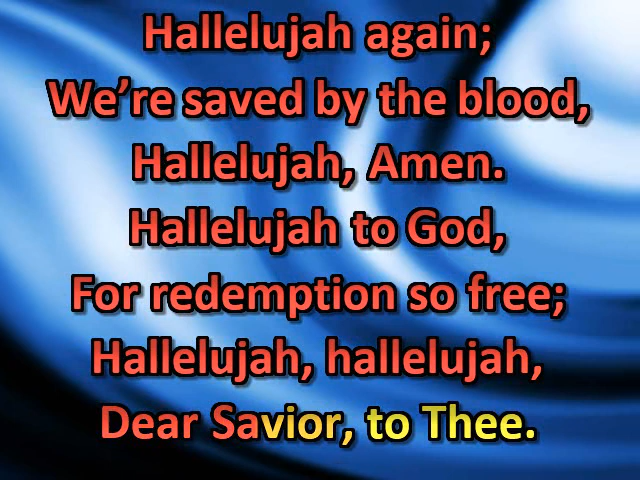 Hallelujah again;
We’re saved by the blood,
Hallelujah, Amen.
Hallelujah to God,
For redemption so free;
Hallelujah, hallelujah,
Dear Savior, to Thee.